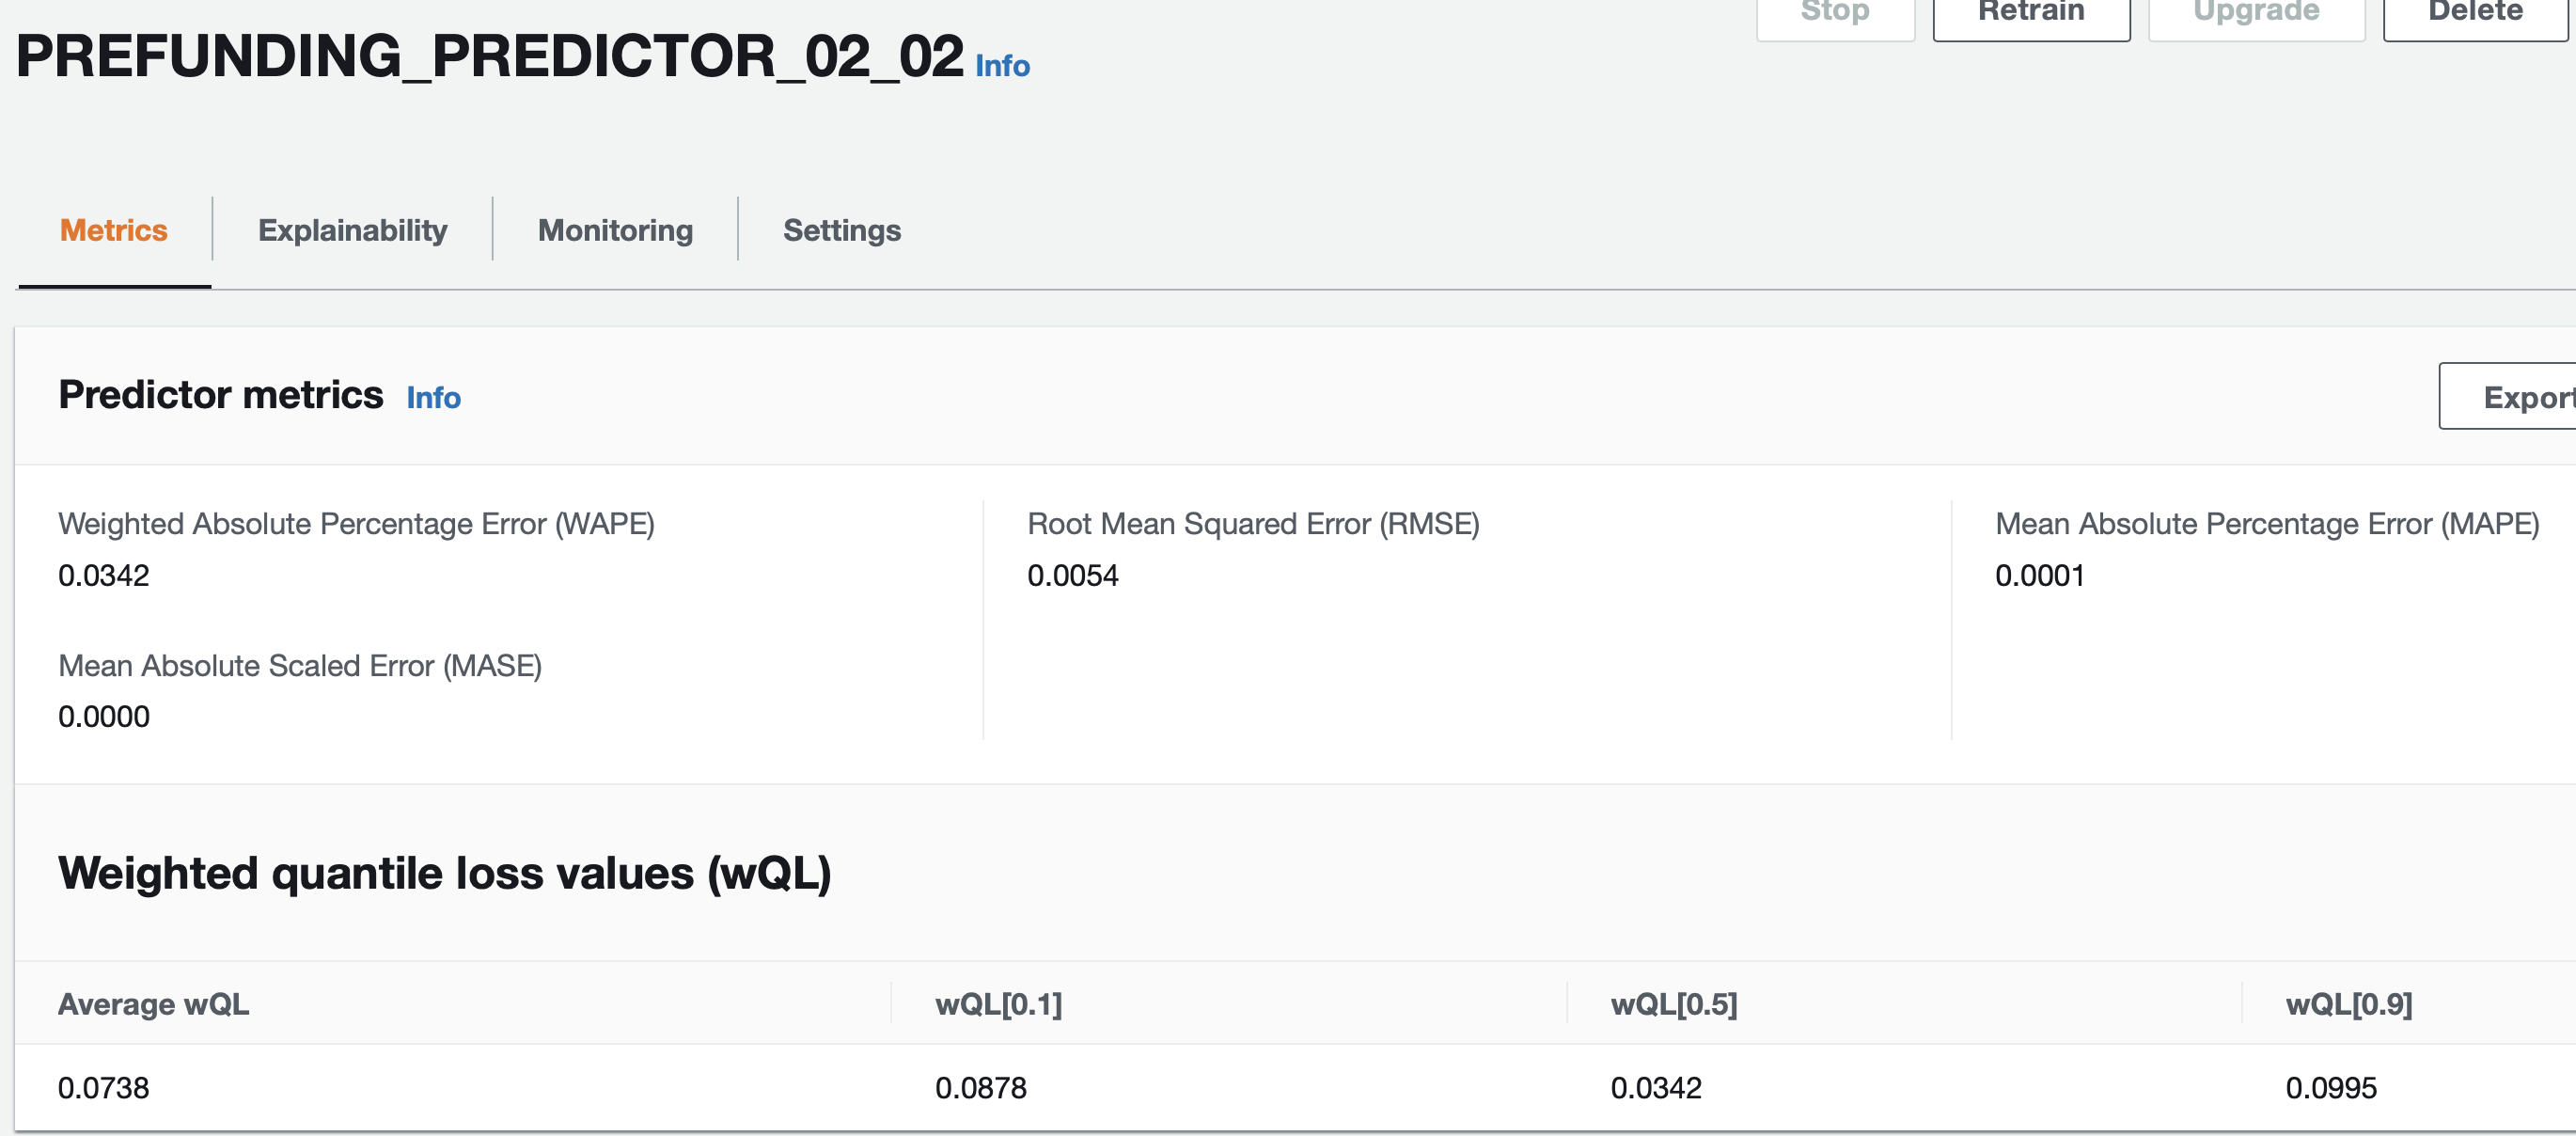 Stop Retrain Upgrade Delete
PREFUNDING_PREDICTOR_02_02 Info
Metrics Explainability Monitoring Settings
Predictor metrics Info Export
Weighted Absolute Percentage Error (WAPE) Root Mean Squared Error (RMSE) Mean Absolute Percentage Error (MAPE)
0.0342 0.0054 0.0001
Mean Absolute Scaled Error (MASE)
0.0000
Weighted quantile loss values (wQL)
Average wQL wQL[0.1] wQL[0.5] wQL[0.9]
0.0738 0.0878 0.0342 0.0995